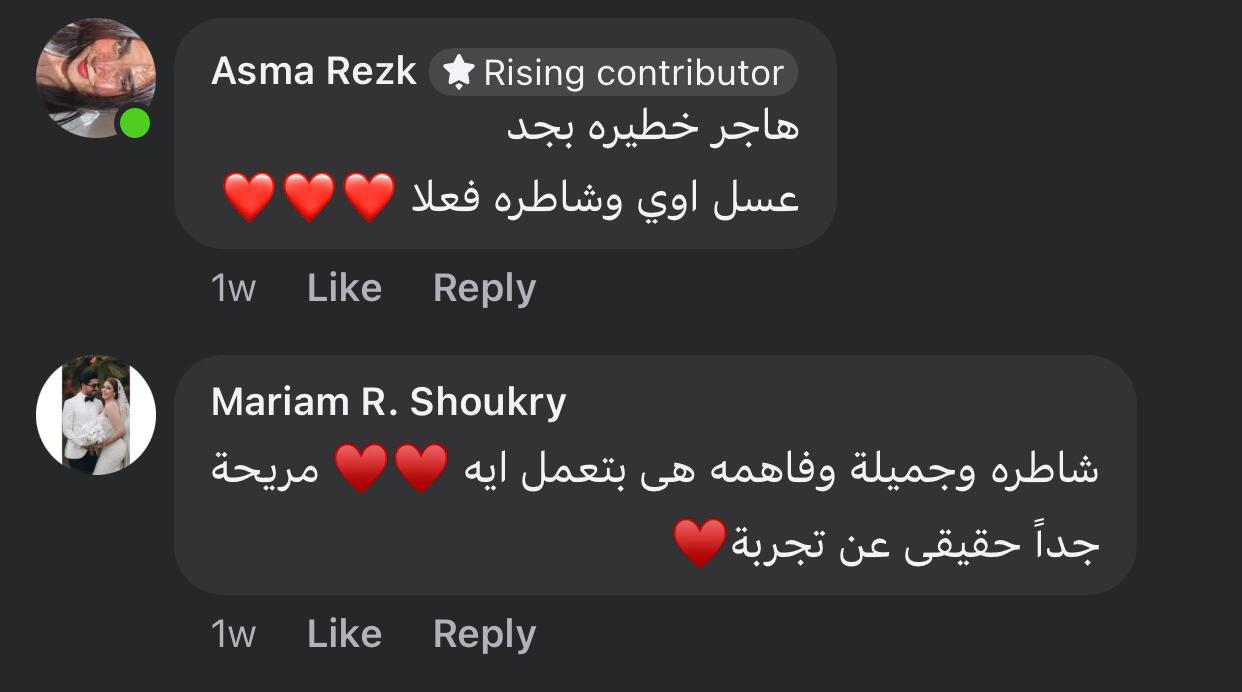 Asma Rezk Rising contributor
هاجر خطيره بجد
عسل اوي وشاطره فعلا ❤️❤️❤️
1w Like Reply
Mariam R. Shoukry
شاطره وجميلة وفاهمه هى بتعمل ايه ♥️♥️ مريحة
جداً حقيقى عن تجربة♥️
1w Like Reply